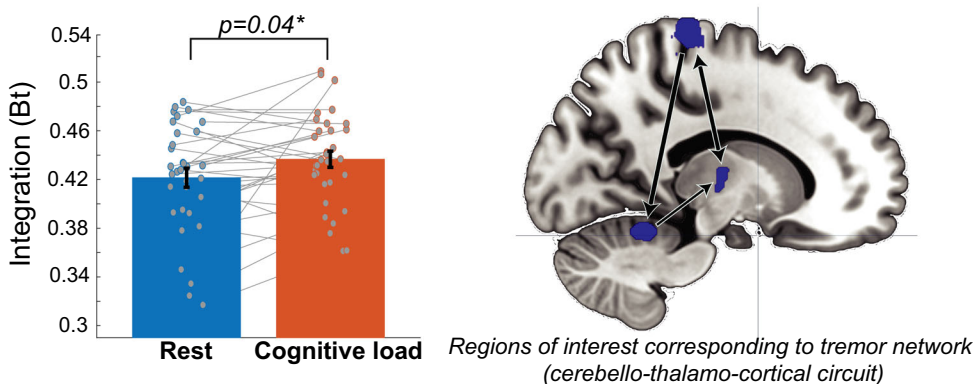 p=0.04*
Integration (Bt)
0.54
0.5
0.46
0.42
0.38
0.34
0.3
Rest
Cognitive load
Regions of interest corresponding to tremor network
(cerebello-thalamo-cortical circuit)